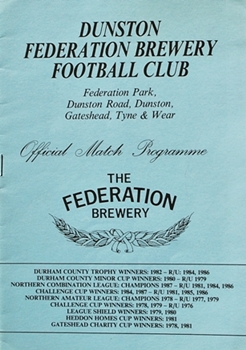 DUNSTON
FEDERATION BREWERY
FOOTBALL CLUB
Federation Park,
Dunston Road, Dunston,
Gateshead, Tyne & Wear
Official Match Programme
THE
FEDERATION
BREWERY
DURHAM COUNTY TROPHY WINNERS: 1982 – R/U: 1984, 1986
DURHAM COUNTY MINOR CUP WINNERS: 1980 – R/U: 1979
NORTHERN COMBINATION LEAGUE: CHAMPIONS 1987 – R/U: 1981, 1984, 1986
CHALLENGE CUP WINNERS: 1984, 1987 – R/U: 1981, 1985, 1986
NORTHERN AMATEUR LEAGUE: CHAMPIONS 1978 – R/U: 1977, 1979
CHALLENGE CUP WINNERS: 1978, 1979 – R/U: 1976
LEAGUE SHIELD WINNERS: 1979, 1980
HEDDON HOMES CUP WINNERS: 1981
GATESHEAD CHARITY CUP WINNERS: 1978, 1981